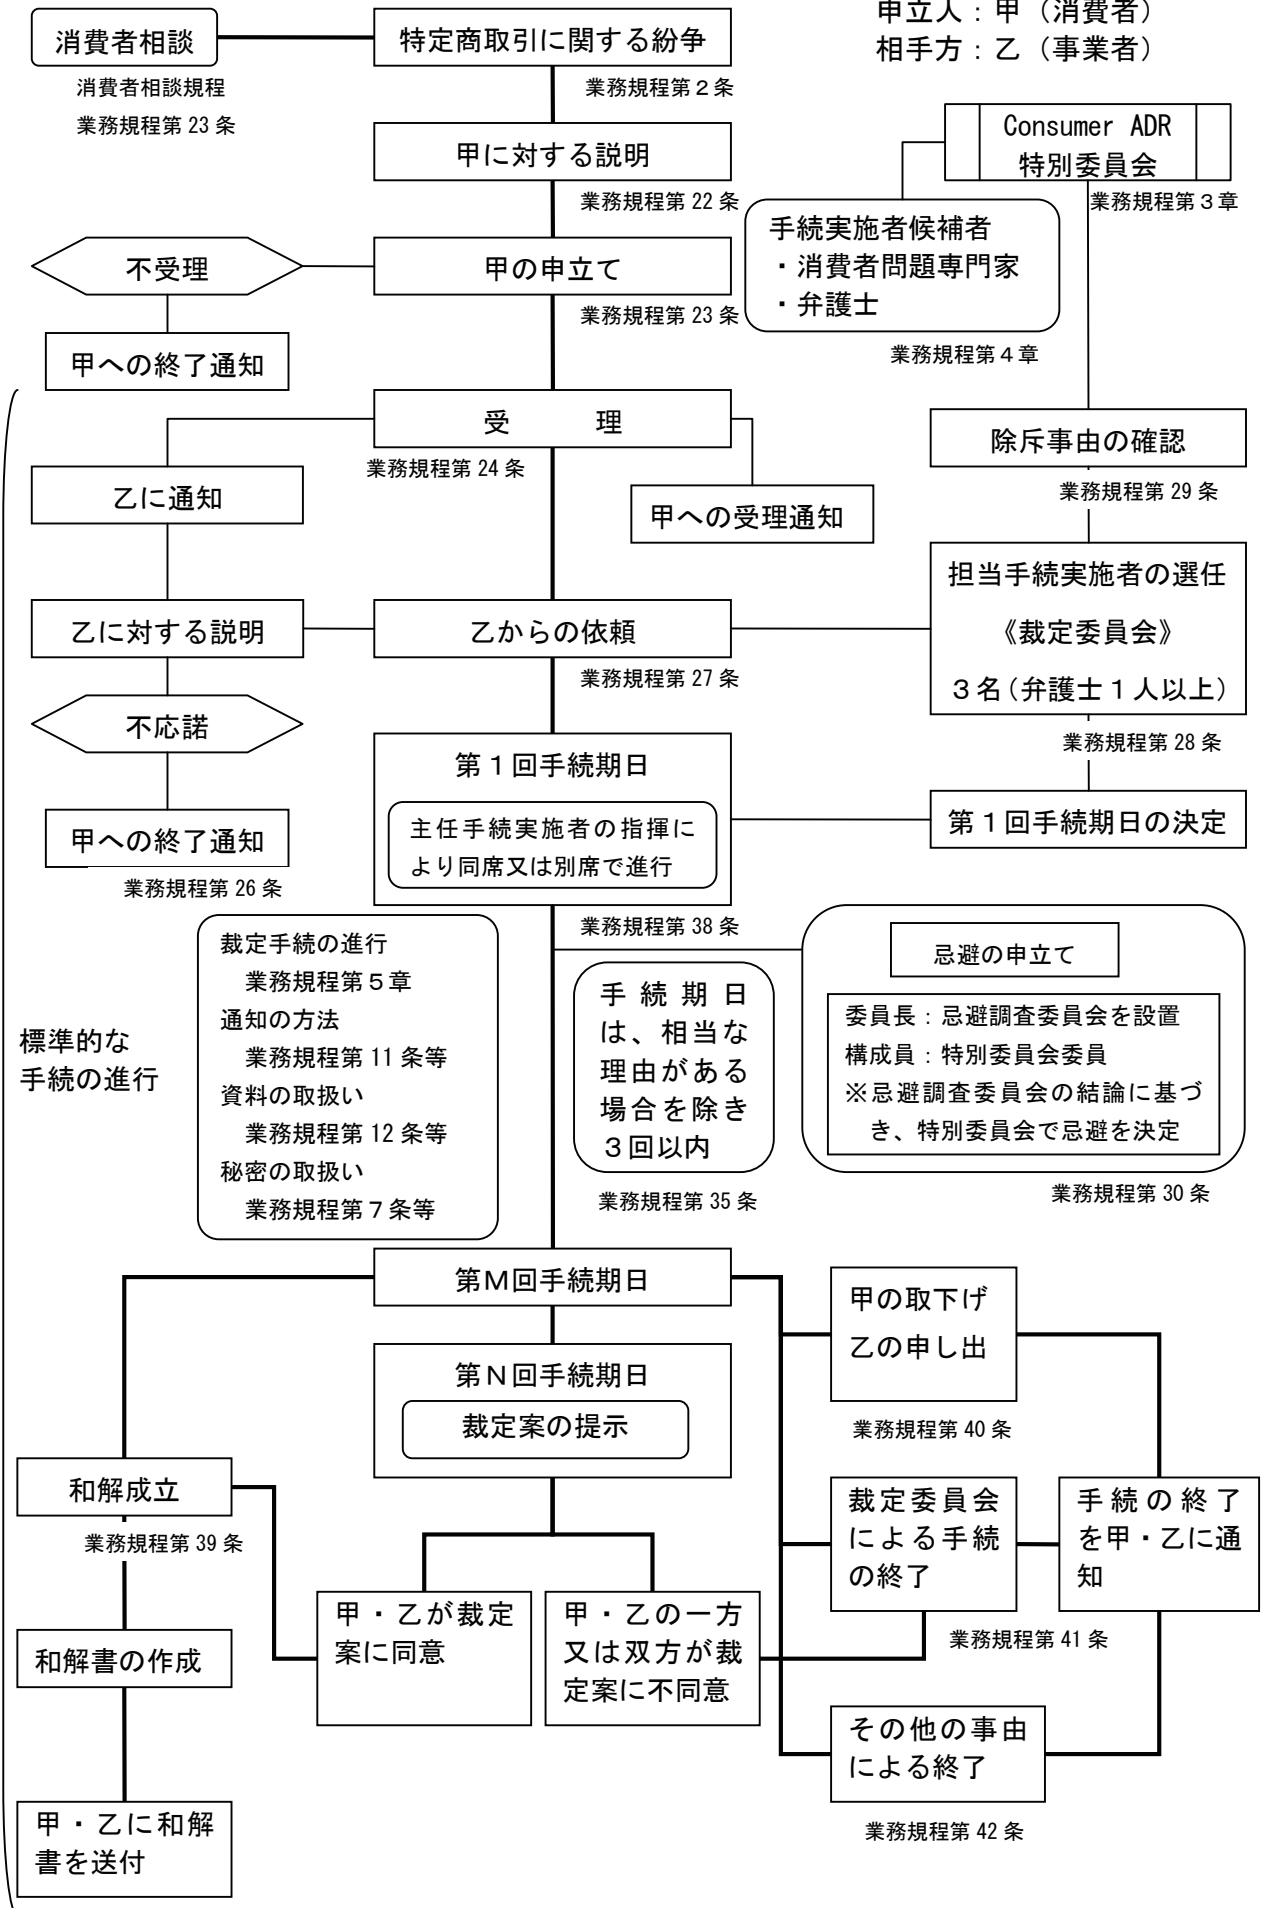 申立人：甲（消費者）
相手方：乙（事業者）
消費者相談
特定商取引に関する紛争
消費者相談規程
業務規程第23条
業務規程第２条
甲に対する説明
業務規程第22条
Consumer ADR
特別委員会
業務規程第３章
手続実施者候補者
・消費者問題専門家
・弁護士
業務規程第４章
不受理
甲の申立て
業務規程第23条
甲への終了通知
受　　　理
業務規程第24条
除斥事由の確認
業務規程第29条
乙に通知
甲への受理通知
担当手続実施者の選任
《裁定委員会》
３名（弁護士１人以上）
業務規程第28条
乙に対する説明
乙からの依頼
業務規程第27条
不応諾
第１回手続期日
主任手続実施者の指揮に
より同席又は別席で進行
第１回手続期日の決定
甲への終了通知
業務規程第26条
業務規程第38条
裁定手続の進行
業務規程第５章
通知の方法
業務規程第11条等
資料の取扱い
業務規程第12条等
秘密の取扱い
業務規程第７条等
手続期日
は、相当な
理由がある
場合を除き
３回以内
業務規程第35条
忌避の申立て
委員長：忌避調査委員会を設置
構成員：特別委員会委員
※忌避調査委員会の結論に基づ
き、特別委員会で忌避を決定
業務規程第30条
標準的な
手続の進行
第Ｍ回手続期日
甲の取下げ
乙の申し出
業務規程第40条
第Ｎ回手続期日
裁定案の提示
和解成立
業務規程第39条
裁定委員会
による手続
の終了
業務規程第41条
手続の終了
を甲・乙に通
知
甲・乙が裁定
案に同意
甲・乙の一方
又は双方が裁
定案に不同意
和解書の作成
その他の事由
による終了
業務規程第42条
甲・乙に和解
書を送付